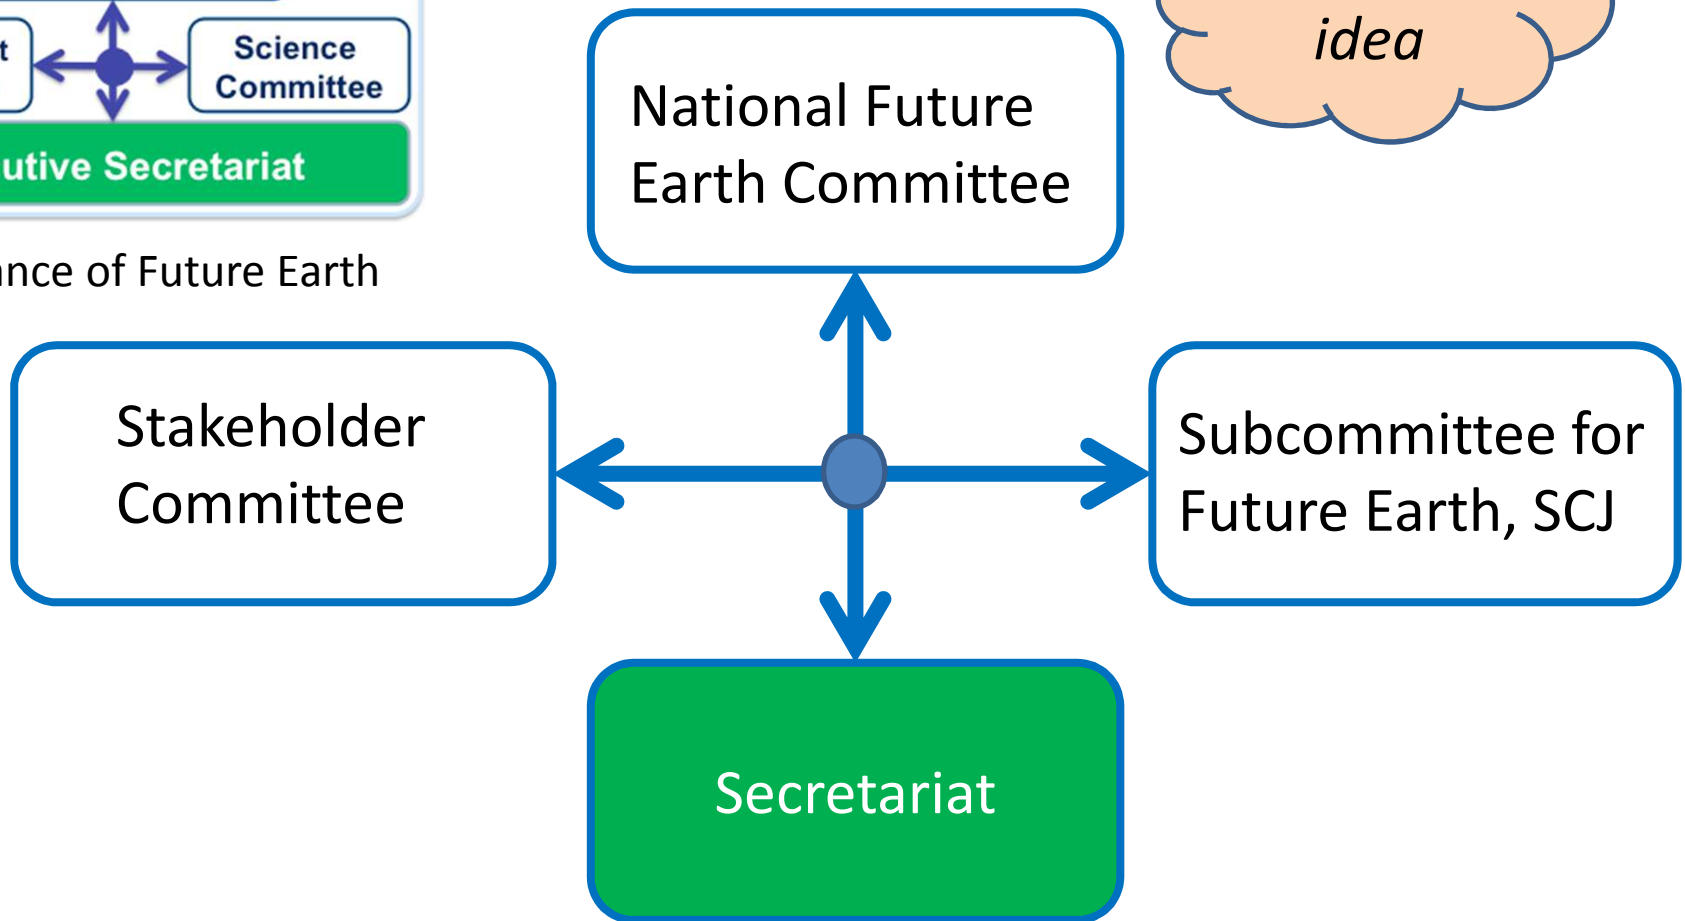 Science
Committee
utive Secretariat
ance of Future Earth
idea
National Future
Earth Committee
Stakeholder
Committee
Subcommittee for
Future Earth, SCJ
Secretariat